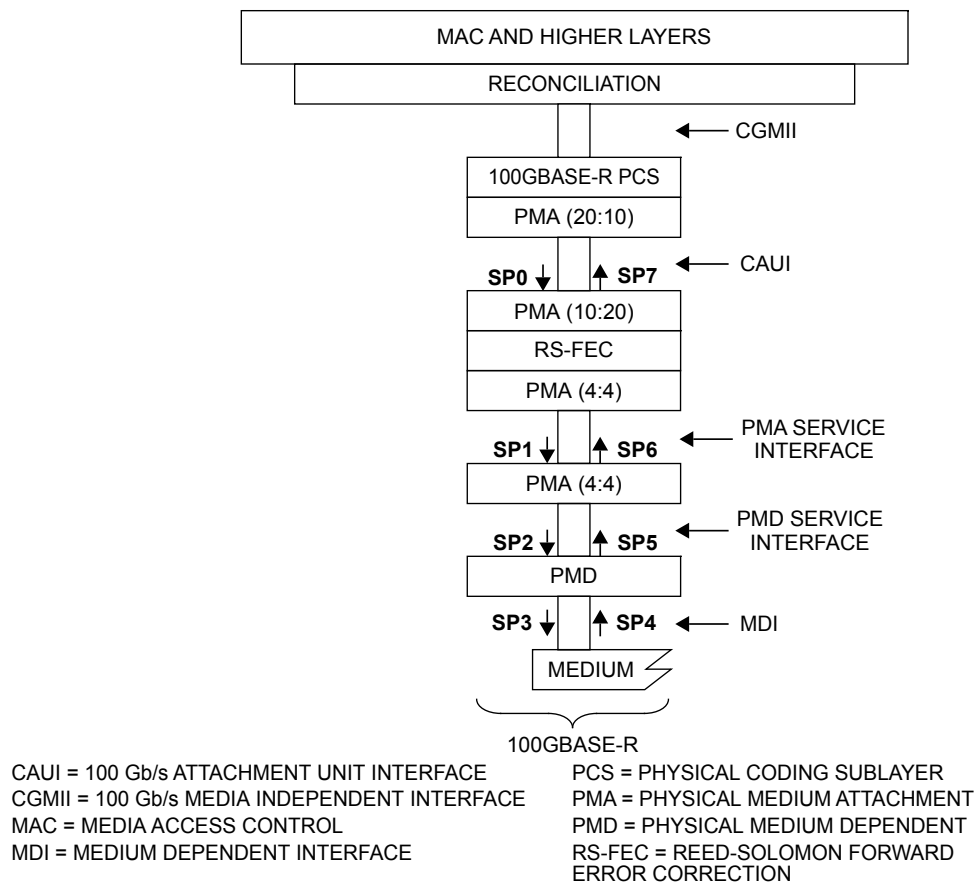 MAC AND HIGHER LAYERS
RECONCILIATION
CGMII
100GBASE-R PCS
PMA (20:10)
SP0 SP7 CAUI
PMA (10:20)
RS-FEC
PMA (4:4)
PMA SERVICE
INTERFACE
SP1 SP6
PMA (4:4)
PMD SERVICE
INTERFACE
SP2 SP5
PMD
SP3 SP4 MDI
MEDIUM
100GBASE-R
CAUI = 100 Gb/s ATTACHMENT UNIT INTERFACE
CGMII = 100 Gb/s MEDIA INDEPENDENT INTERFACE
MAC = MEDIA ACCESS CONTROL
MDI = MEDIUM DEPENDENT INTERFACE
PCS = PHYSICAL CODING SUBLAYER
PMA = PHYSICAL MEDIUM ATTACHMENT
PMD = PHYSICAL MEDIUM DEPENDENT
RS-FEC = REED-SOLOMON FORWARD
ERROR CORRECTION